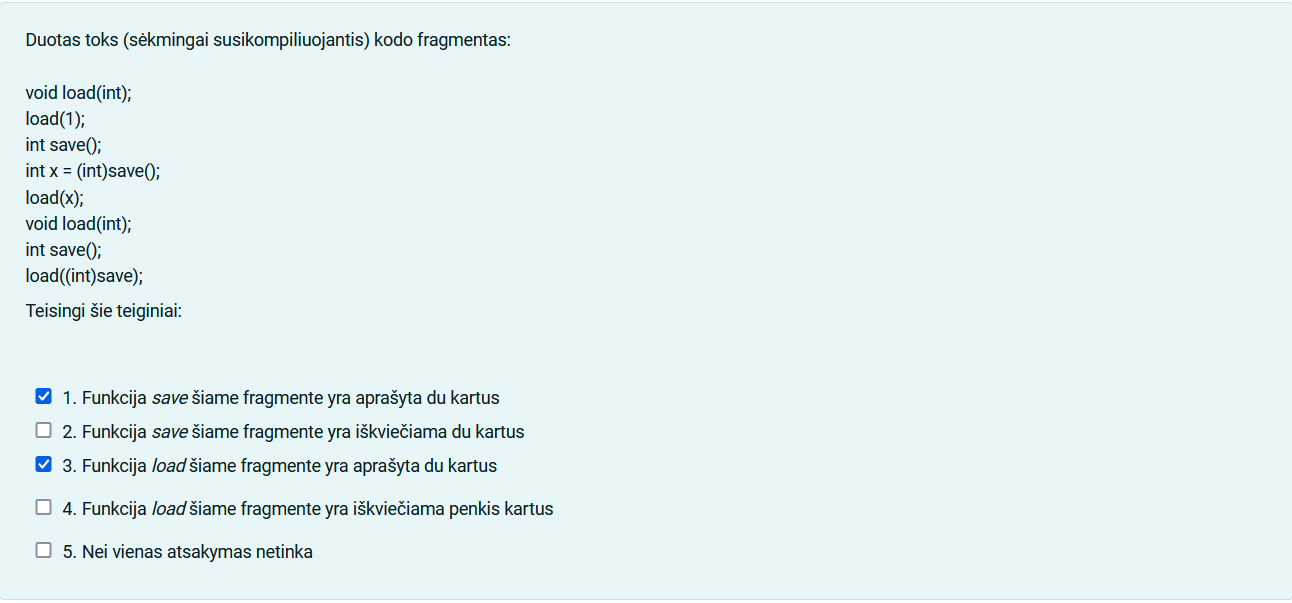 Duotas toks (sėkmingai susikompiliuojantis) kodo fragmentas:
void load(int);
load(1);
int save();
int x = (int)save();
load(x);
void load(int);
int save();
load((int)save);
Teisingi šie teiginiai:
1. Funkcija save šiame fragmente yra aprašyta du kartus
2. Funkcija save šiame fragmente yra iškviečiama du kartus
3. Funkcija load šiame fragmente yra aprašyta du kartus
4. Funkcija load šiame fragmente yra iškviečiama penkis kartus
5. Nei vienas atsakymas netinka